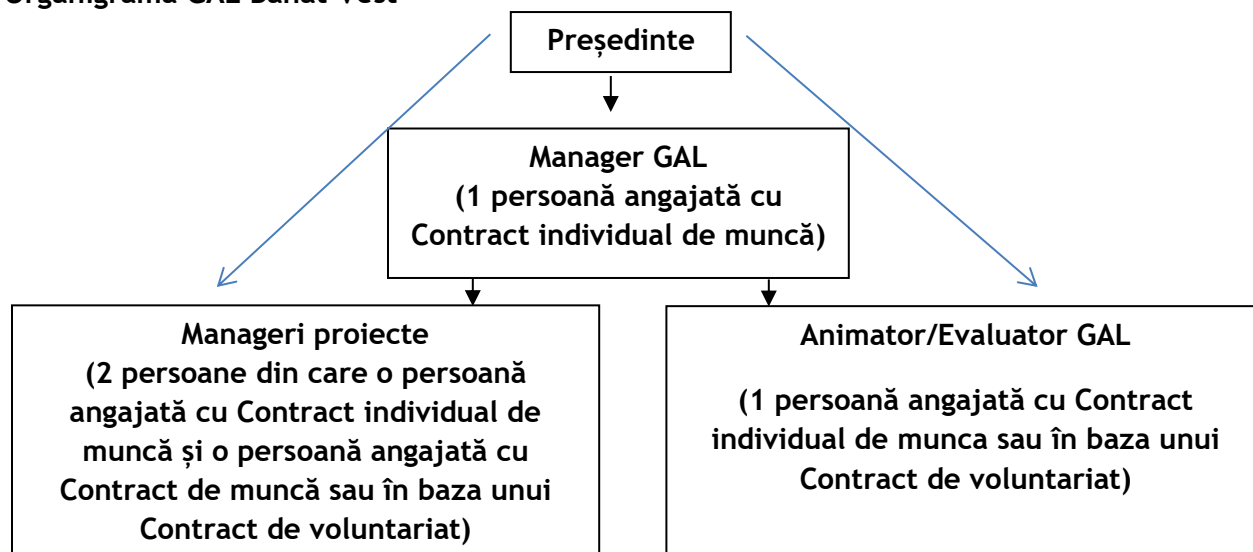 Organigrama GAL Banat-Vest
Președinte
Manager GAL
(1 persoană angajată cu
Contract individual de muncă)
Manageri proiecte
(2 persoane din care o persoană
angajată cu Contract individual de
muncă și o persoană angajată cu
Contract de muncă sau în baza unui
Contract de voluntariat)
Animator/Evaluator GAL
(1 persoană angajată cu Contract
individual de munca sau în baza unui
Contract de voluntariat)